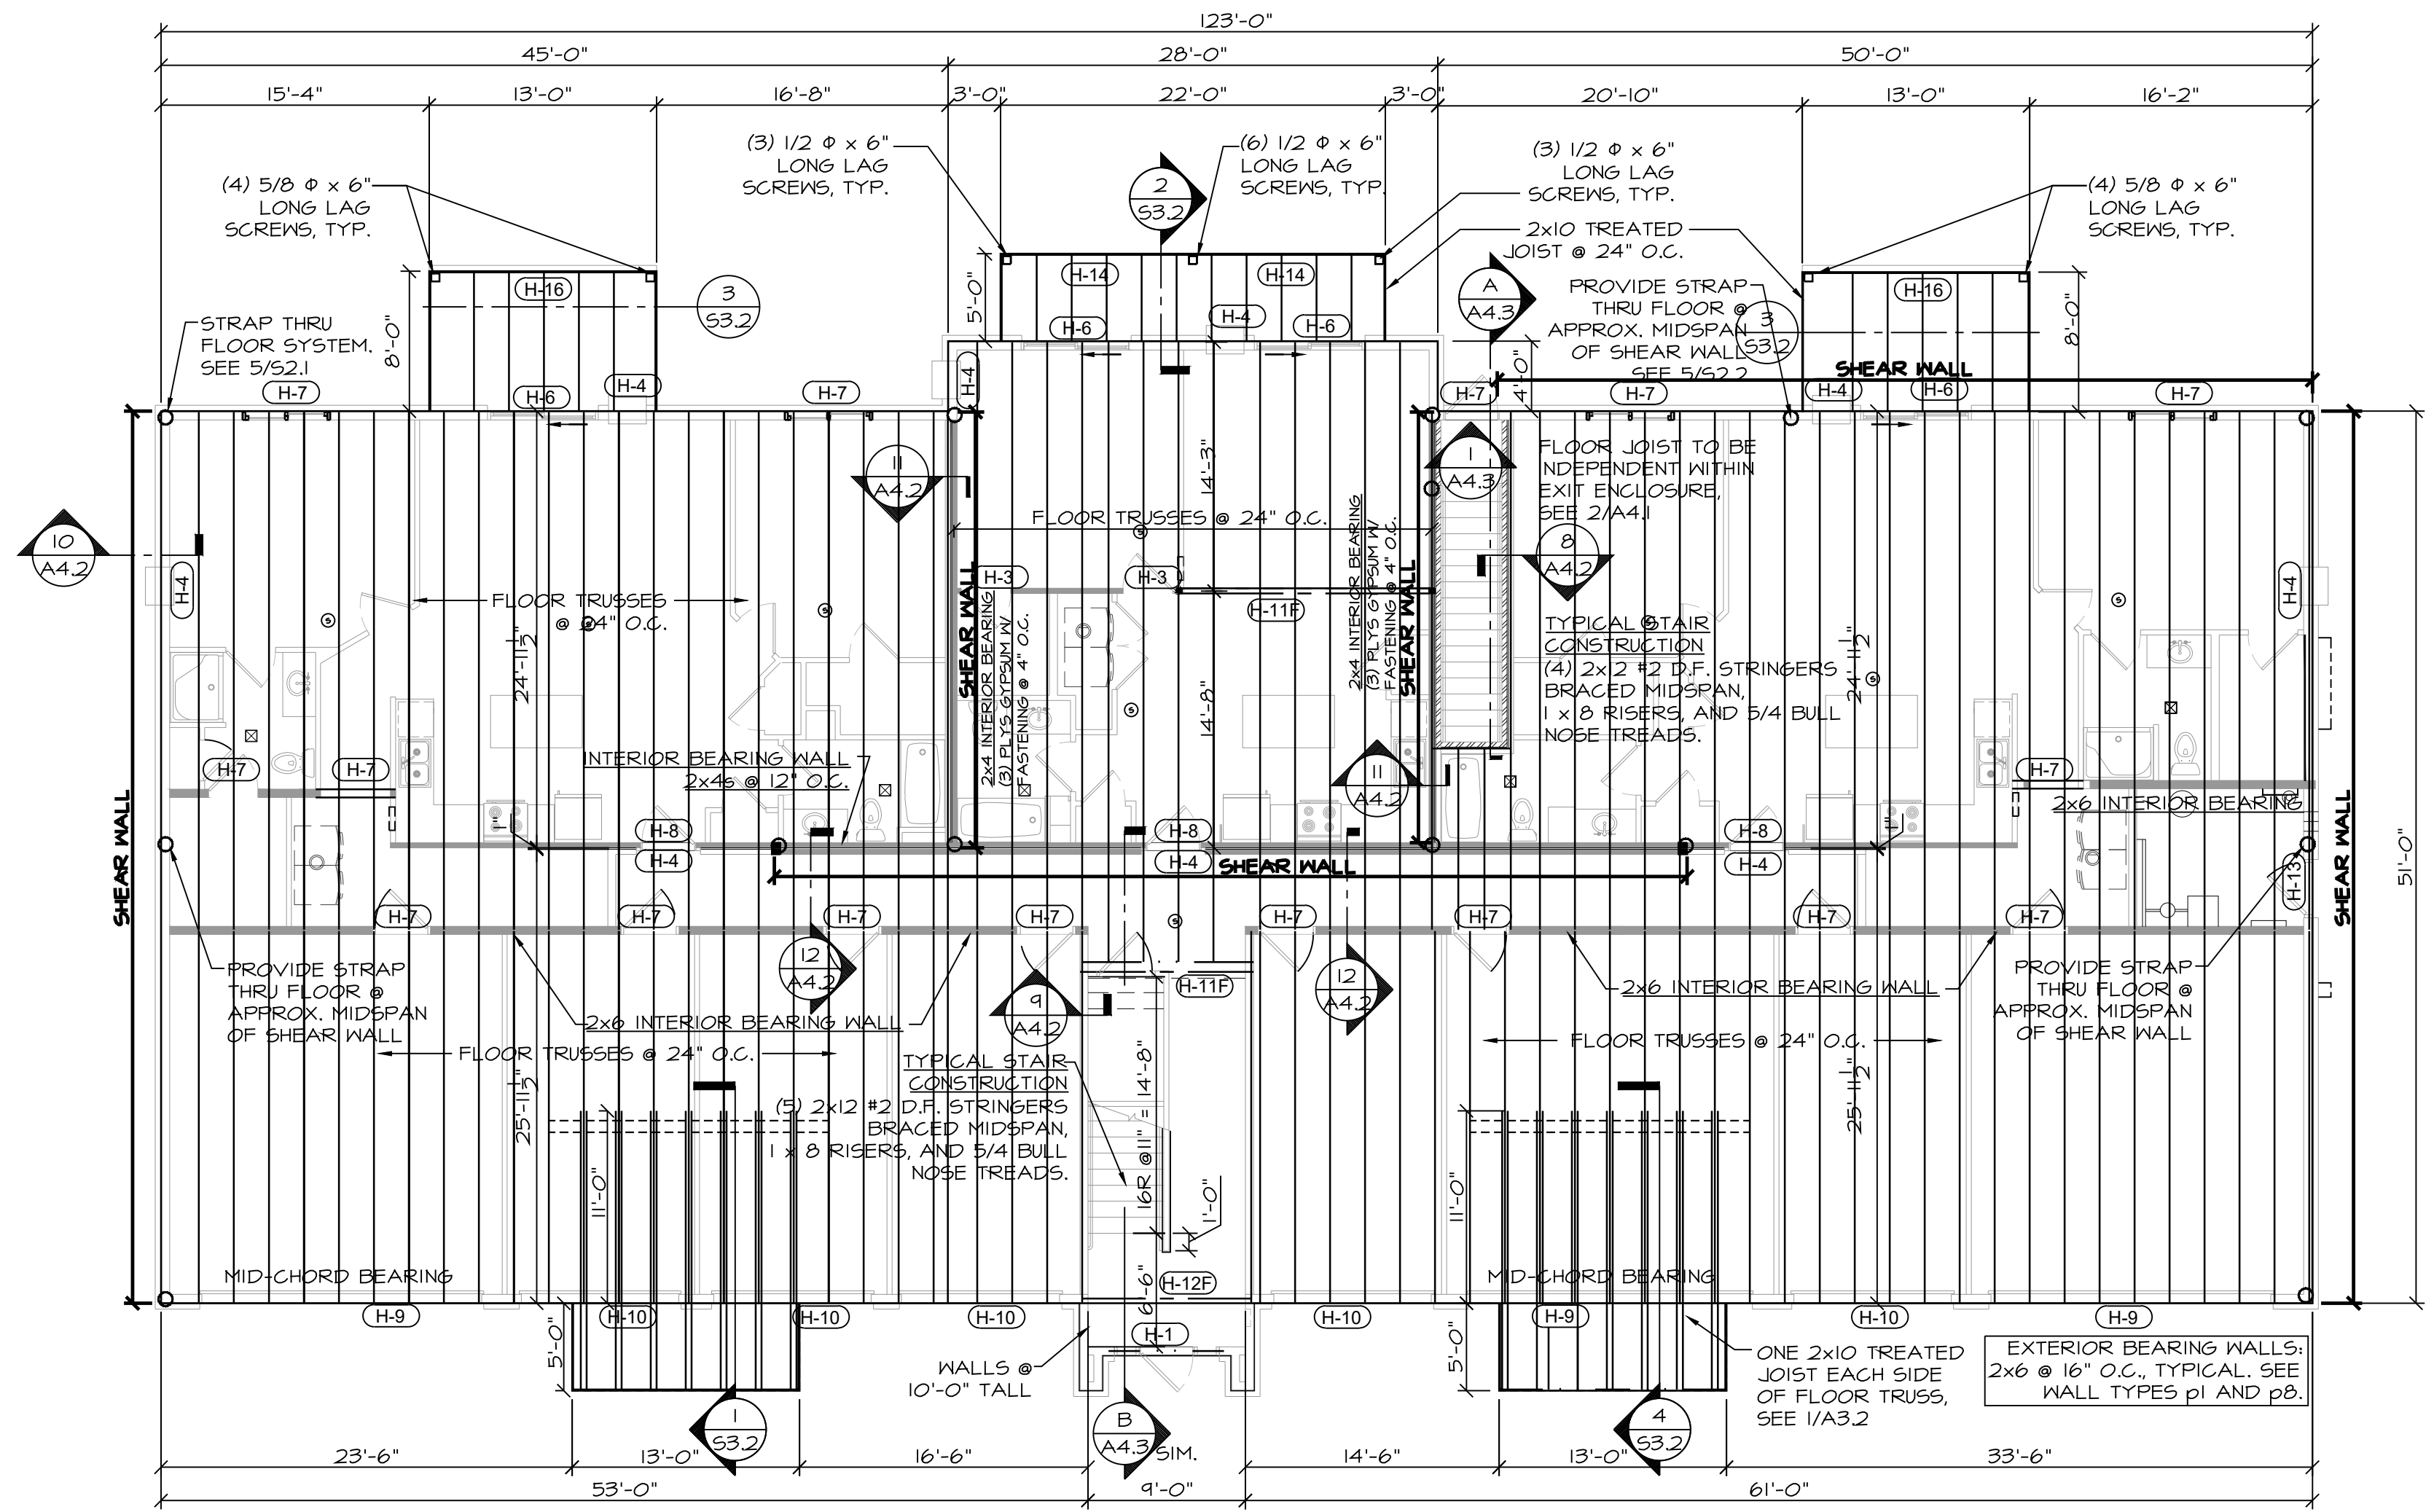 123'-0"
45'-0"
28'-0"
50'-0"
15'-4"
13'-0"
16'-8"
3'-0"
22'-0"
3'-0"
20'-10"
13'-0"
16'-2"
(4) 5/8 Φ x 6"
LONG LAG
SCREWS, TYP.
(3) 1/2 Φ x 6"
LONG LAG
SCREWS, TYP.
2
S3.2
(6) 1/2 Φ x 6"
LONG LAG
SCREWS, TYP.
(3) 1/2 Φ x 6"
LONG LAG
SCREWS, TYP.
2x10 TREATED
JOIST @ 24" O.C.
(4) 5/8 Φ x 6"
LONG LAG
SCREWS, TYP.
STRAP THRU
FLOOR SYSTEM.
SEE 5/S2.1
8'-0"
H-16
3
S3.2
5'-0"
H-14
H-14
H-6
H-4
H-6
A
A4.3
PROVIDE STRAP
THRU FLOOR @
APPROX. MIDSPAN
OF SHEAR WALL
SEE 5/S2.2
3
S3.2
H-16
8'-0"
4'-0"
SHEAR WALL
H-7
H-6
H-4
H-7
H-4
H-7
H-7
H-4
H-6
H-7
10
A4.2
H-4
11
A4.2
14'-3"
FLOOR TRUSSES @ 24" O.C.
1
A4.3
FLOOR JOIST TO BE
INDEPENDENT WITHIN
EXIT ENCLOSURE,
SEE 2/A4.1
8
A4.2
H-4
FLOOR TRUSSES
@ 24" O.C.
S
S
S
S
S
S
S
S
S
24'-11 1/2"
SHEAR WALL
H-3
H-3
H-11F
2x4 INTERIOR BEARING
(3) PLYS GYPSUM W/
FASTENING @ 4" O.C.
2x4 INTERIOR BEARING
(3) PLYS GYPSUM W/
FASTENING @ 4" O.C.
SHEAR WALL
14'-8"
TYPICAL STAIR
CONSTRUCTION
(4) 2x12 #2 D.F. STRINGERS
BRACED MIDSPAN,
1 x 8 RISERS, AND 5/4 BULL
NOSE TREADS.
24'-11 1/2"
H-7
H-7
INTERIOR BEARING WALL
2x4s @ 12" O.C.
11
A4.2
H-7
2x6 INTERIOR BEARING
SHEAR WALL
1"
H-8
H-4
H-8
H-4
H-8
H-4
1"
SHEAR WALL
H-13
SHEAR WALL
51'-0"
H-7
H-7
H-7
H-7
H-7
H-7
H-7
H-7
PROVIDE STRAP
THRU FLOOR @
APPROX. MIDSPAN
OF SHEAR WALL
12
A4.2
9
A4.2
H-11F
12
A4.2
2x6 INTERIOR BEARING WALL
2x6 INTERIOR BEARING WALL
PROVIDE STRAP
THRU FLOOR @
APPROX. MIDSPAN
OF SHEAR WALL
FLOOR TRUSSES @ 24" O.C.
FLOOR TRUSSES @ 24" O.C.
25'-11 1/2"
25'-11 1/2"
TYPICAL STAIR
CONSTRUCTION
(5) 2x12 #2 D.F. STRINGERS
BRACED MIDSPAN,
1 x 8 RISERS, AND 5/4 BULL
NOSE TREADS.
16R @11" = 14'-8"
1'-0"
11'-0"
11'-0"
6'-6"
H-12F
MID-CHORD BEARING
MID-CHORD BEARING
H-9
H-10
H-10
H-10
H-1
H-10
H-9
H-10
H-9
5'-0"
5'-0"
WALLS @
10'-0" TALL
ONE 2x10 TREATED
JOIST EACH SIDE
OF FLOOR TRUSS,
SEE 1/A3.2
EXTERIOR BEARING WALLS:
2x6 @ 16" O.C., TYPICAL. SEE
WALL TYPES p1 AND p8.
1
S3.2
B
A4.3
SIM.
4
S3.2
23'-6"
13'-0"
16'-6"
14'-6"
13'-0"
33'-6"
53'-0"
9'-0"
61'-0"